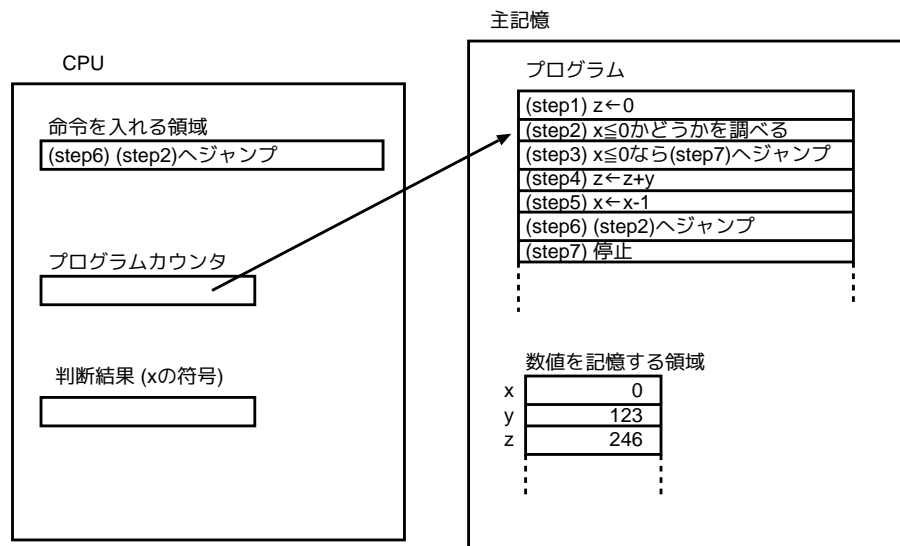 主記憶
CPU
プログラム
命令を入れる領域
(step6) (step2)へジャンプ
(step1) z←0
(step2) x≦0かどうかを調べる
(step3) x≦0なら(step7)へジャンプ
(step4) z←z+y
(step5) x←x-1
(step6) (step2)へジャンプ
(step7) 停止
プログラムカウンタ
判断結果 (xの符号)
数値を記憶する領域
x 0
y 123
z 246